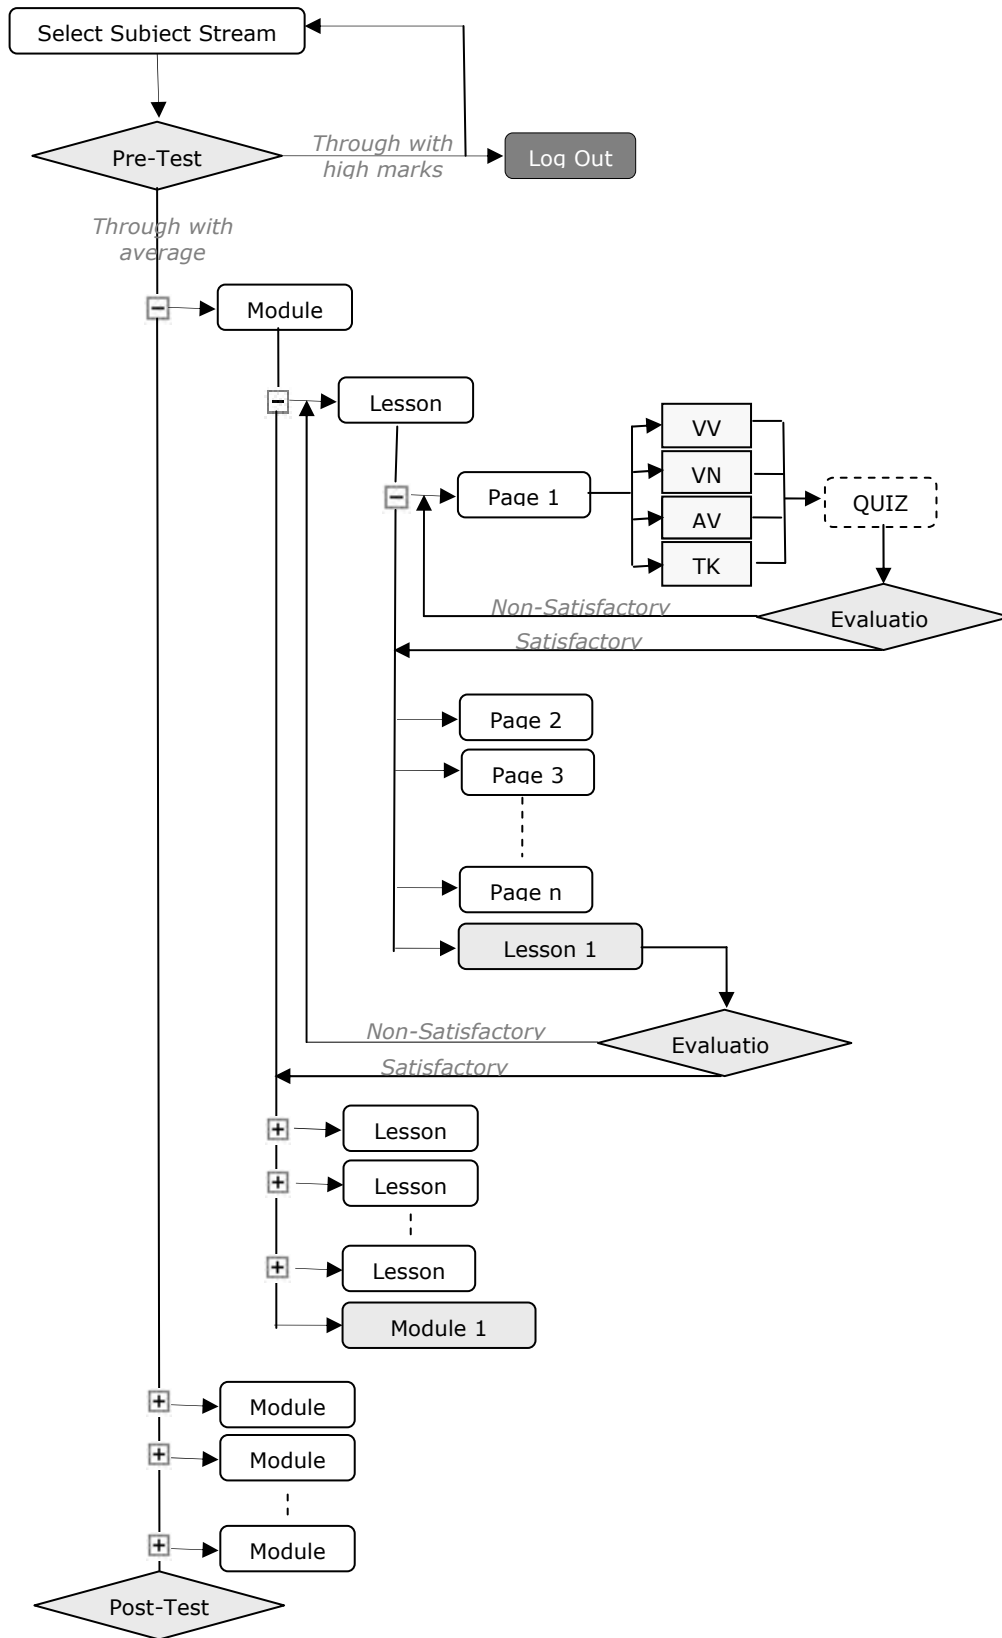 Select Subject Stream
Pre-Test
Through with
high marks
Log Out
Through with
average
Module
Lesson
Page 1
VV
VN
AV
TK
QUIZ
Non-Satisfactory
Evaluatio
Satisfactory
Page 2
Page 3
Page n
Lesson 1
Non-Satisfactory
Evaluatio
Satisfactory
Lesson
Lesson
Lesson
Module 1
Module
Module
Module
Post-Test